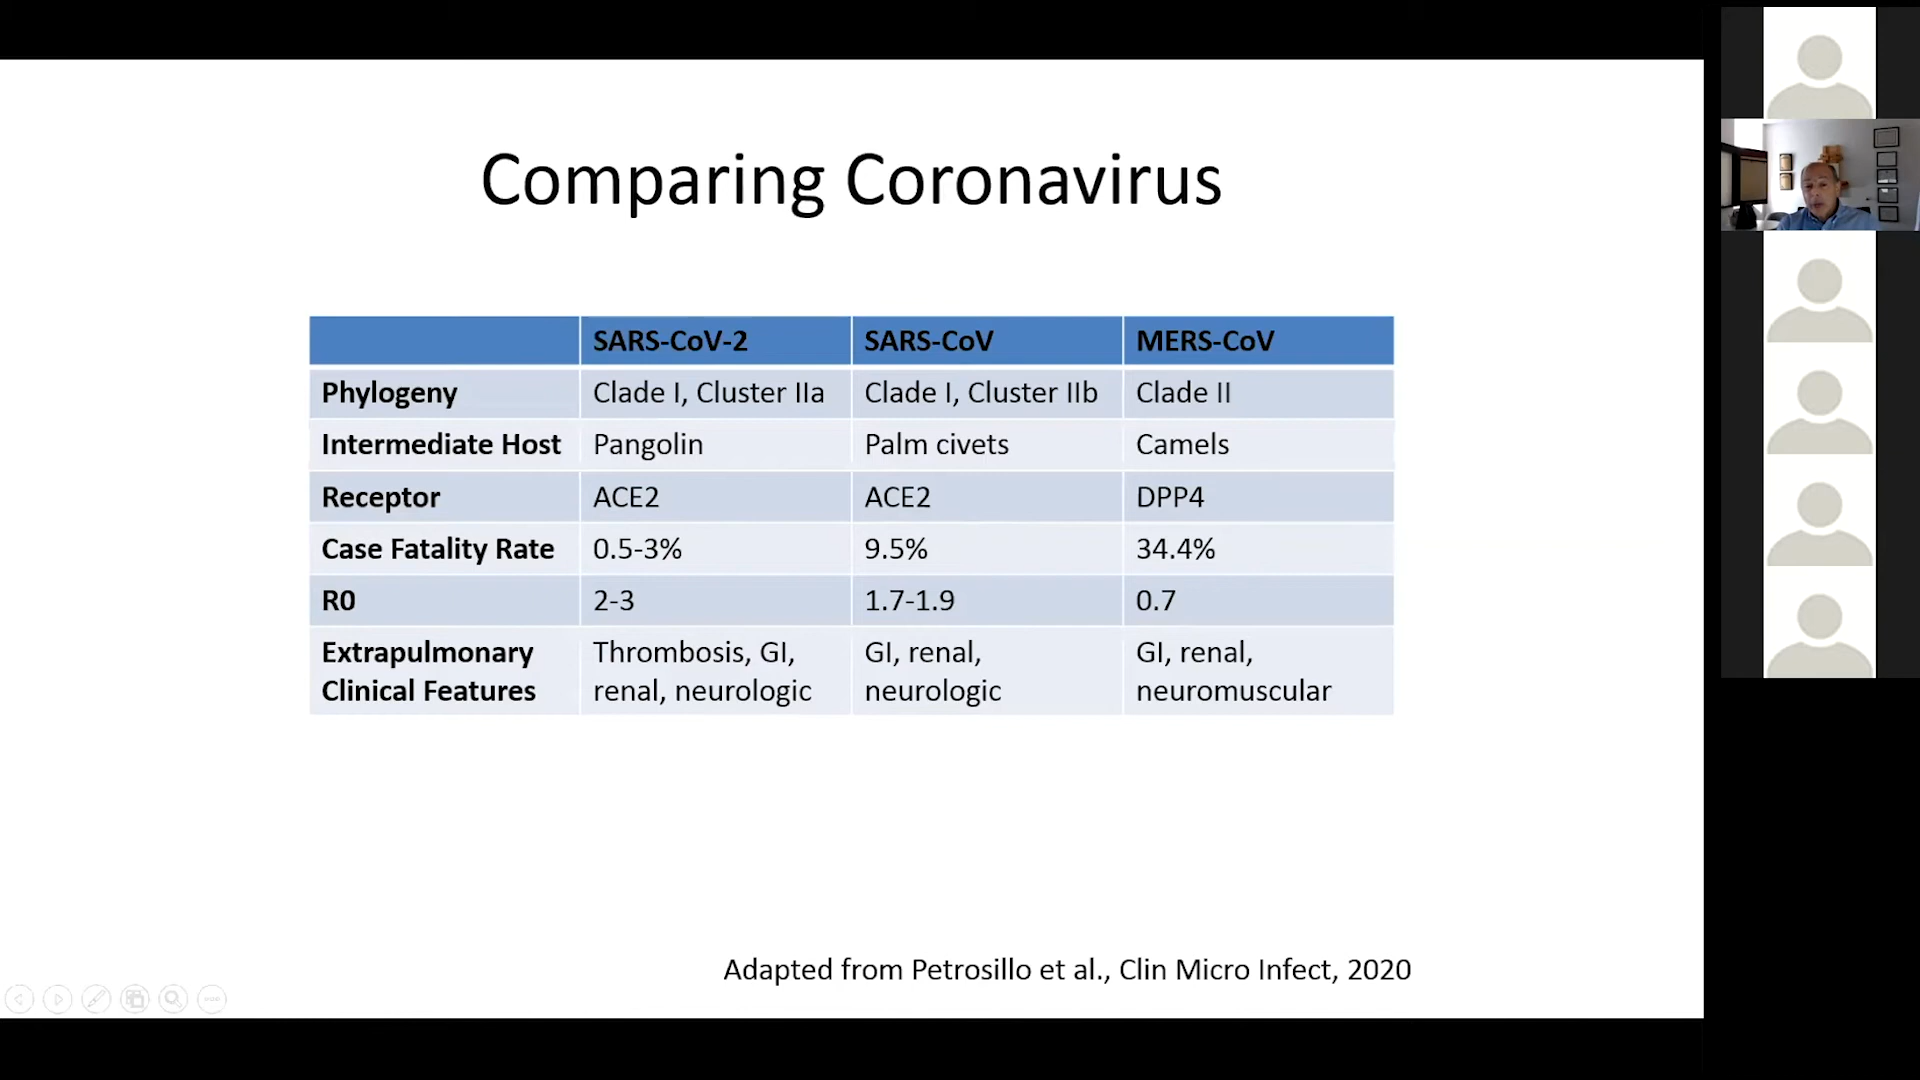 Comparing Coronavirus
SARS-CoV-2 SARS-CoV MERS-CoV
Phylogeny Clade I, Cluster IIa Clade I, Cluster IIb Clade II
Intermediate Host Pangolin Palm civets Camels
Receptor ACE2 ACE2 DPP4
Case Fatality Rate 0.5-3% 9.5% 34.4%
R0 2-3 1.7-1.9 0.7
Extrapulmonary Thrombosis, GI, GI, renal, GI, renal,
Clinical Features renal, neurologic neurologic neuromuscular
Adapted from Petrosillo et al., Clin Micro Infect, 2020